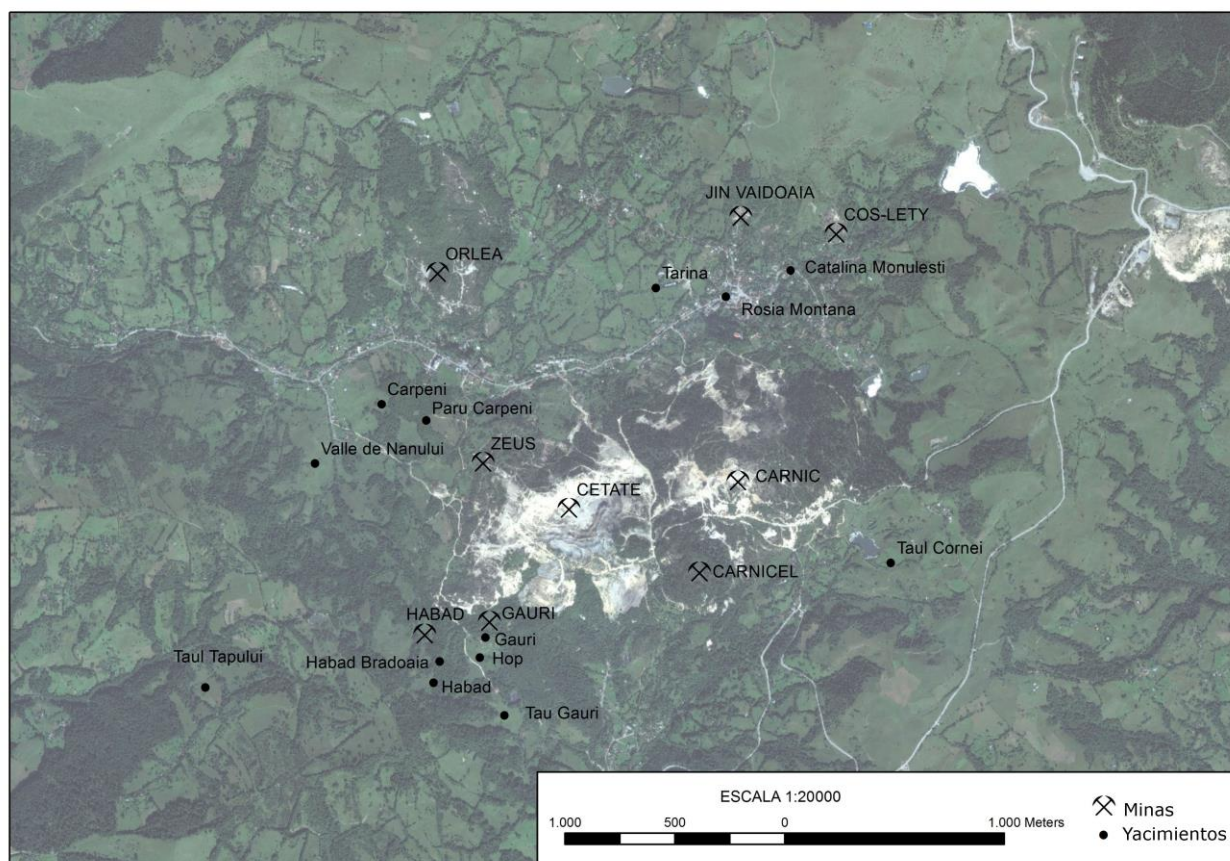 JIN VAIDOAIA
COS-LETY
ORLEA
Catalina Monulesti
Tarina
Rosia Montana
Carpeni
Paru Carpeni
Valle de Nanului
ZEUS
CARNIC
CETATE
Taul Cornei
CARNICEL
HABAD
GAURI
Gauri
Taul Tapului
Habad Bradoaia
Hop
Habad
Tau Gauri
ESCALA 1:20000
1.000 500 0 1.000 Meters
Minas
Yacimientos